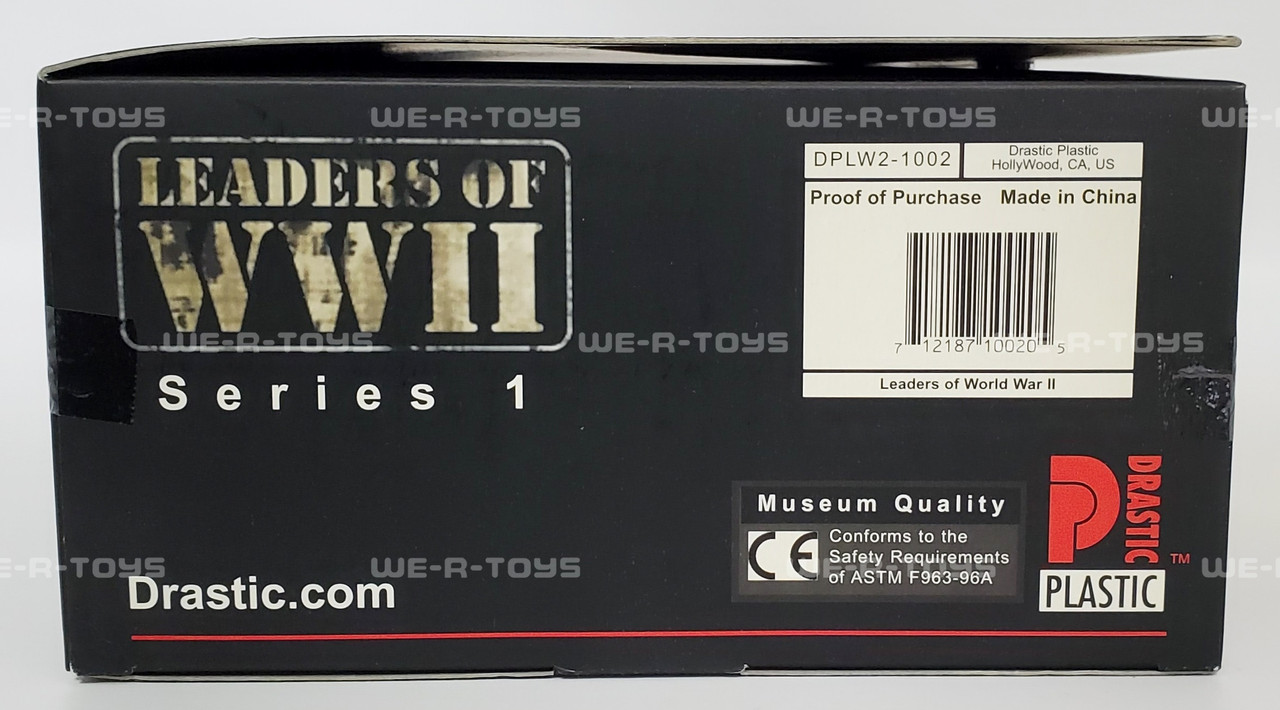 WE-R-TOYS WE-R-TOYS WE-R-TOYS WE-
LEADERS OF
WWII
Series 1
DPLW2-1002
Drastic Plastic
HollyWood, CA, US
Proof of Purchase Made in China
7 12187 10020 5
Leaders of World War II
WE-R-TOYS WE-R-TOYS WE-R-TOYS
Museum Quality
CE
Conforms to the
Safety Requirements
of ASTM F963-96A
DRASTIC
PLASTIC
TM
WE-R-TOYS WE-R-TOYS WE-R-TOYS WE-
Drastic.com